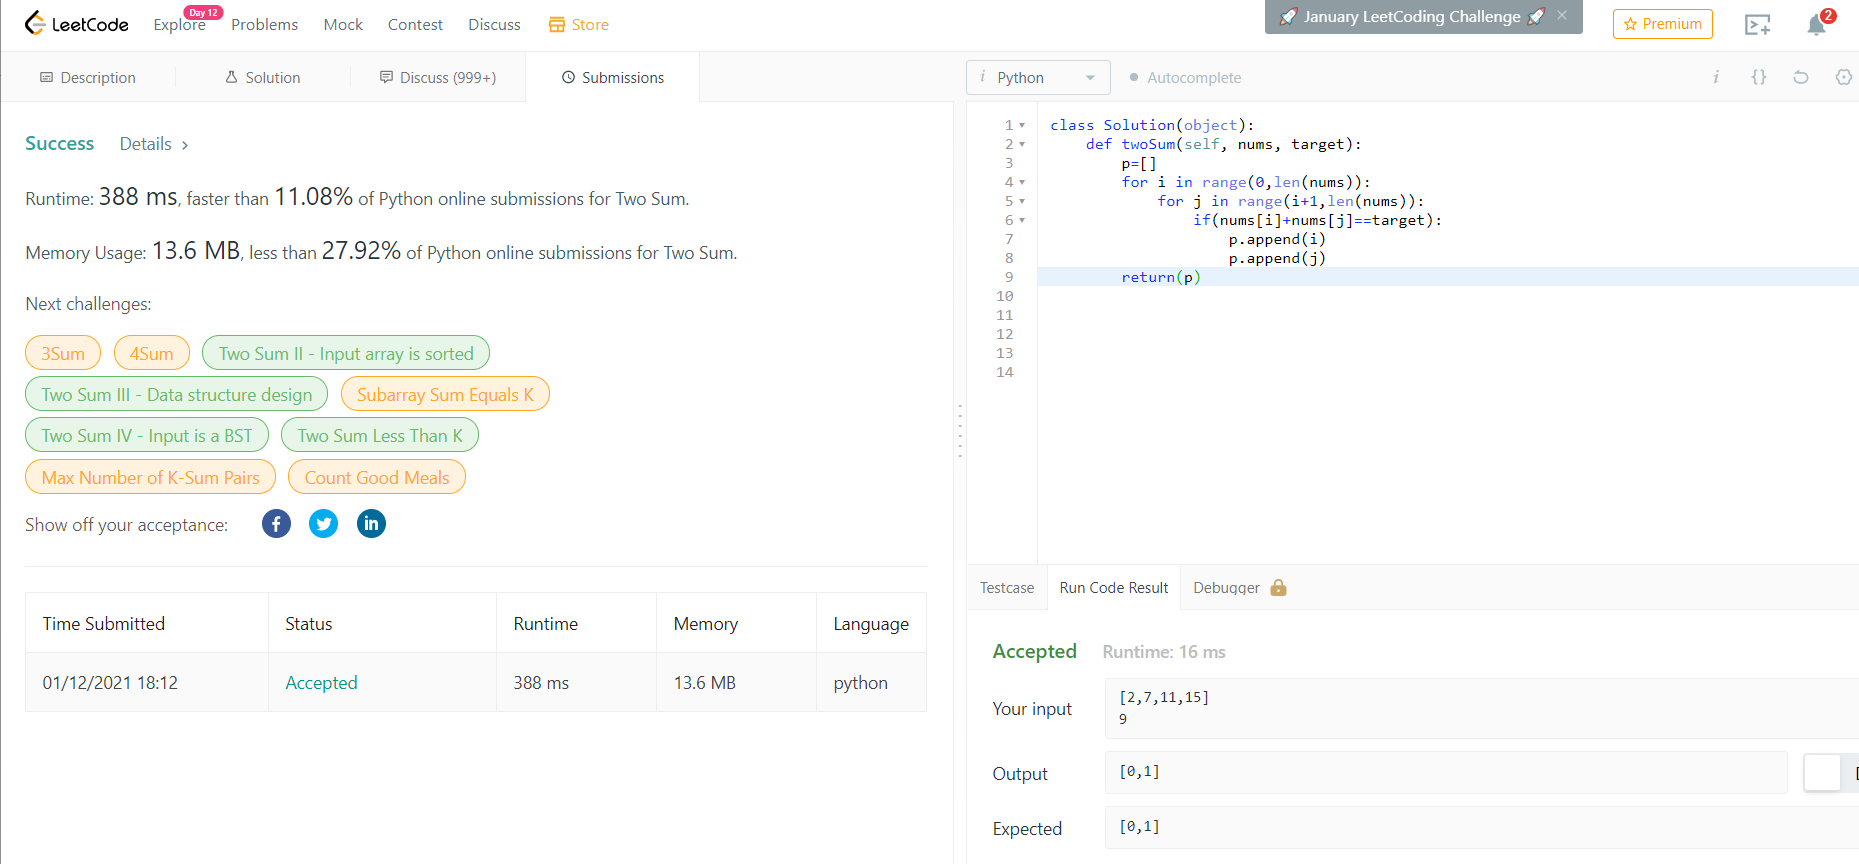 LeetCode
Day 12
Explore Problems Mock Contest Discuss Store
🚀 January LeetCoding Challenge 🚀 ×
Premium
2
Description Solution Discuss (999+) Submissions
Success Details >
Runtime: 388 ms, faster than 11.08% of Python online submissions for Two Sum.
Memory Usage: 13.6 MB, less than 27.92% of Python online submissions for Two Sum.
Next challenges:
3Sum 4Sum Two Sum II - Input array is sorted
Two Sum III - Data structure design Subarray Sum Equals K
Two Sum IV - Input is a BST Two Sum Less Than K
Max Number of K-Sum Pairs Count Good Meals
Show off your acceptance:
Time Submitted Status Runtime Memory Language
01/12/2021 18:12 Accepted 388 ms 13.6 MB python
i Python Autocomplete i {}
1 class Solution(object):
2     def twoSum(self, nums, target):
3         p=[]
4         for i in range(0,len(nums)):
5             for j in range(i+1,len(nums)):
6                 if(nums[i]+nums[j]==target):
7                     p.append(i)
8                     p.append(j)
9         return(p)
10
11
12
13
14
Testcase Run Code Result Debugger
Accepted Runtime: 16 ms
Your input
[2,7,11,15]
9
Output [0,1]
Expected [0,1]